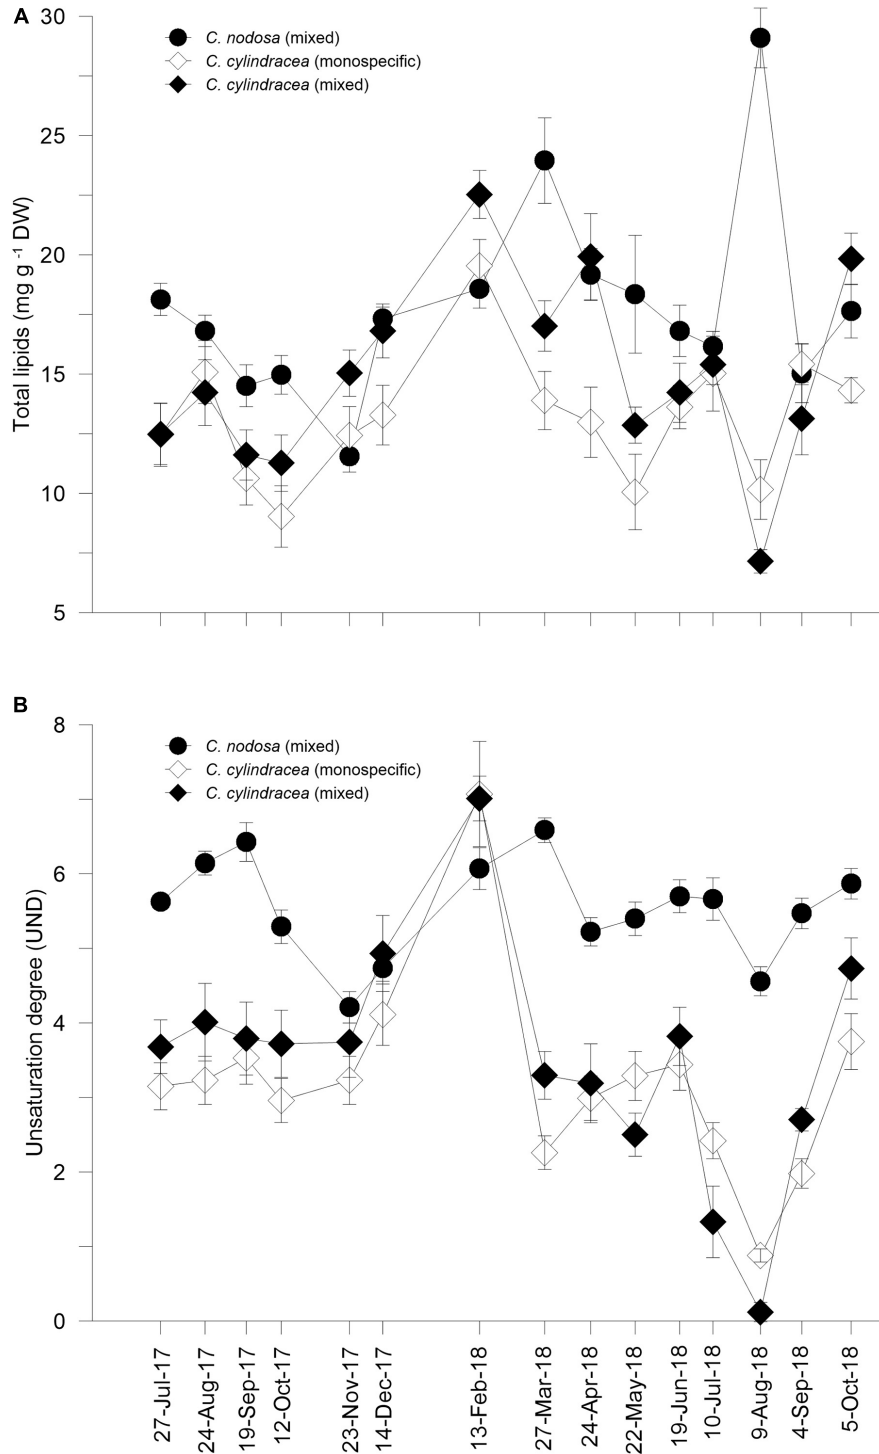 A
30
25
20
15
10
5
Total lipids (mg g -1 DW)
C. nodosa (mixed)
C. cylindracea (monospecific)
C. cylindracea (mixed)
B
8
6
4
2
0
Unsaturation degree (UND)
C. nodosa (mixed)
C. cylindracea (monospecific)
C. cylindracea (mixed)
27-Jul-17
24-Aug-17
19-Sep-17
12-Oct-17
23-Nov-17
14-Dec-17
13-Feb-18
27-Mar-18
24-Apr-18
22-May-18
19-Jun-18
10-Jul-18
9-Aug-18
4-Sep-18
5-Oct-18